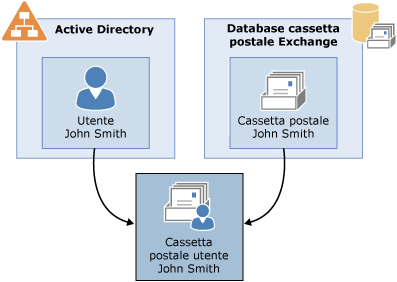 Active Directory
Utente
John Smith
Database cassetta
postale Exchange
Cassetta postale
John Smith
Cassetta
postale utente
John Smith